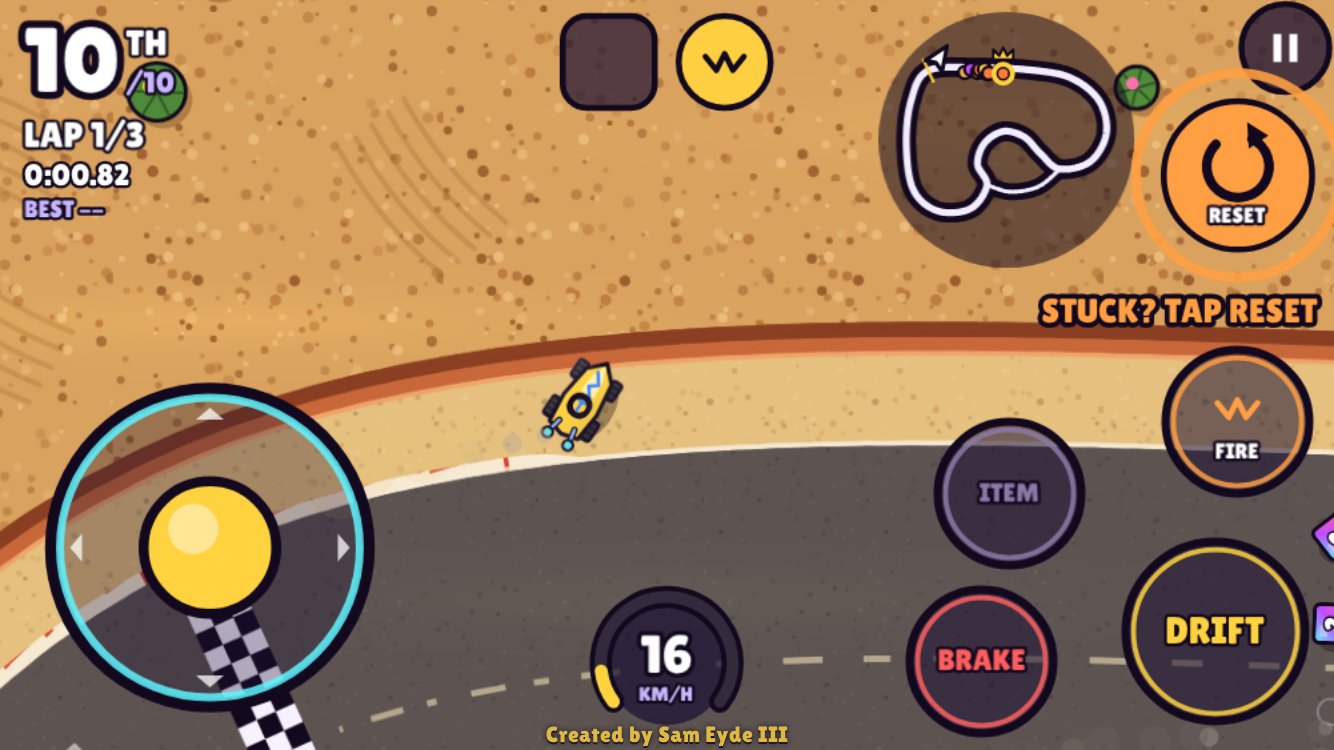 10TH
/10
LAP 1/3
0:00.82
BEST --
RESET
STUCK? TAP RESET
FIRE
ITEM
DRIFT
BRAKE
16
KM/H
Created by Sam Eyde III